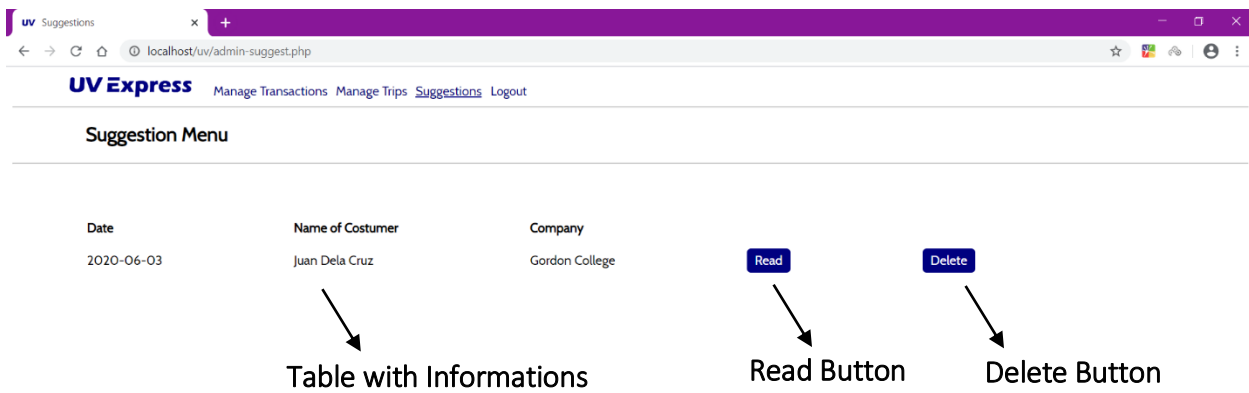 UV Suggestions
localhost/uv/admin-suggest.php
UV Express Manage Transactions Manage Trips Suggestions Logout
Suggestion Menu
Date Name of Costumer Company
2020-06-03 Juan Dela Cruz Gordon College Read Delete
Table with Informations Read Button Delete Button